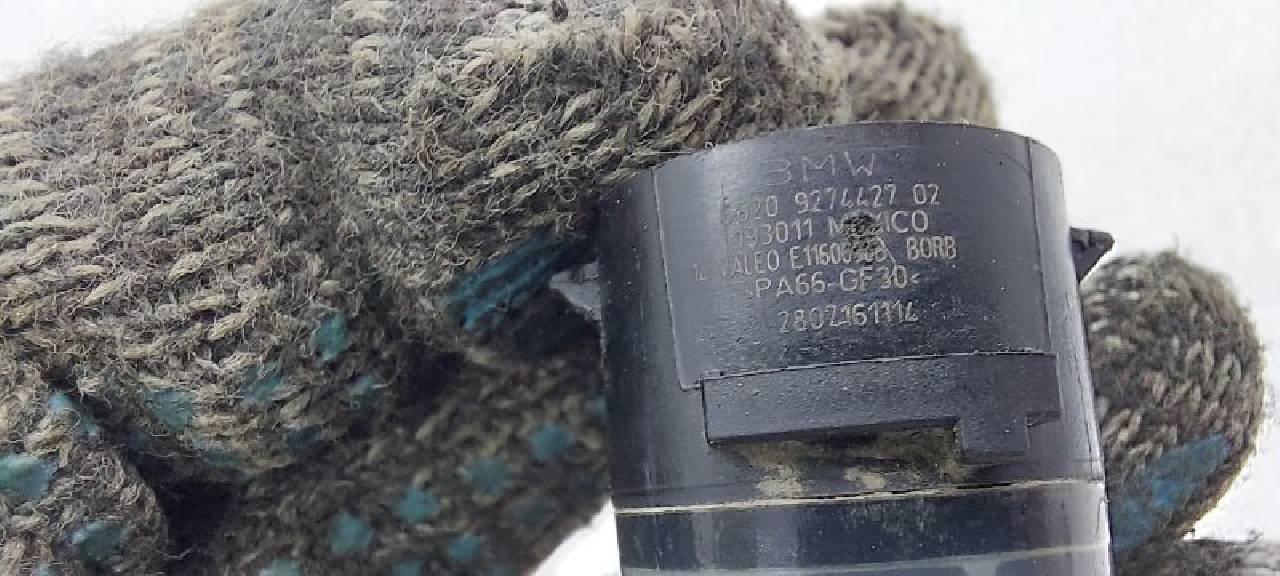 BMW
6620 9274427 02
193011 MEXICO
VALEO BORB
>PA66-GF30<
2802161114